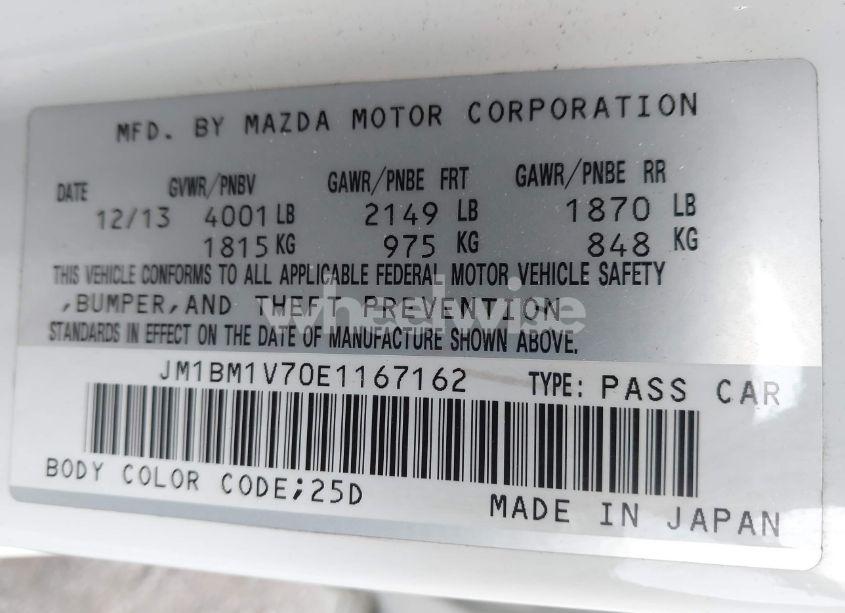 MFD. BY MAZDA MOTOR CORPORATION
DATE GVWR/PNBV GAWR/PNBE FRT GAWR/PNBE RR
12/13 4001 LB 2149 LB 1870 LB
1815 KG 975 KG 848 KG
THIS VEHICLE CONFORMS TO ALL APPLICABLE FEDERAL MOTOR VEHICLE SAFETY
,BUMPER,AND THEFT PREVENTION
wheelwise
STANDARDS IN EFFECT ON THE DATE OF MANUFACTURE SHOWN ABOVE.
JM1BM1V70E1167162 TYPE: PASS CAR
BODY COLOR CODE;25D
MADE IN JAPAN